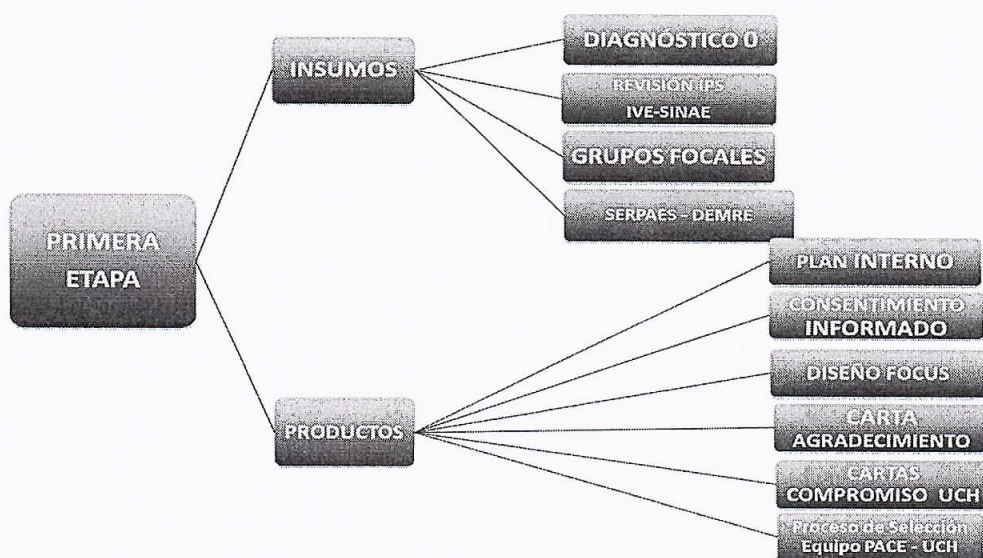 PRIMERA
ETAPA
INSUMOS
DIAGNÓSTICO 0
REVISIÓN IPS
IVE-SINAE
GRUPOS FOCALES
SERPAES - DEMRE
PRODUCTOS
PLAN INTERNO
CONSENTIMIENTO
INFORMADO
DISEÑO FOCUS
CARTA
AGRADECIMIENTO
CARTAS
COMPROMISO UCH
Proceso de Selección
Equipo PACE - UCH